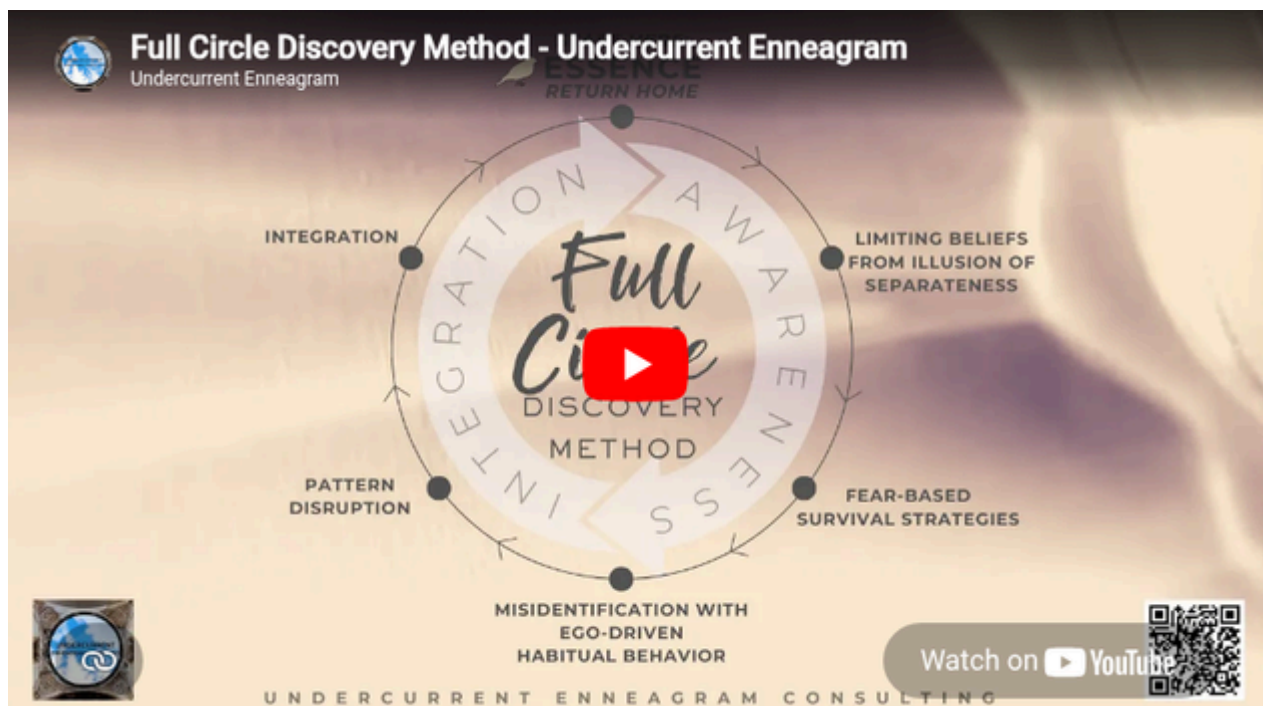 Full Circle Discovery Method - Undercurrent Enneagram
Undercurrent Enneagram
ESSENCE
RETURN HOME
INTEGRATION
LIMITING BELIEFS
FROM ILLUSION OF
SEPARATENESS
INTEGRATION
AWARENESS
Full
Circle
DISCOVERY
METHOD
PATTERN
DISRUPTION
FEAR-BASED
SURVIVAL STRATEGIES
MISIDENTIFICATION WITH
EGO-DRIVEN
HABITUAL BEHAVIOR
Watch on YouTube
UNDERCURRENT ENNEAGRAM CONSULTING